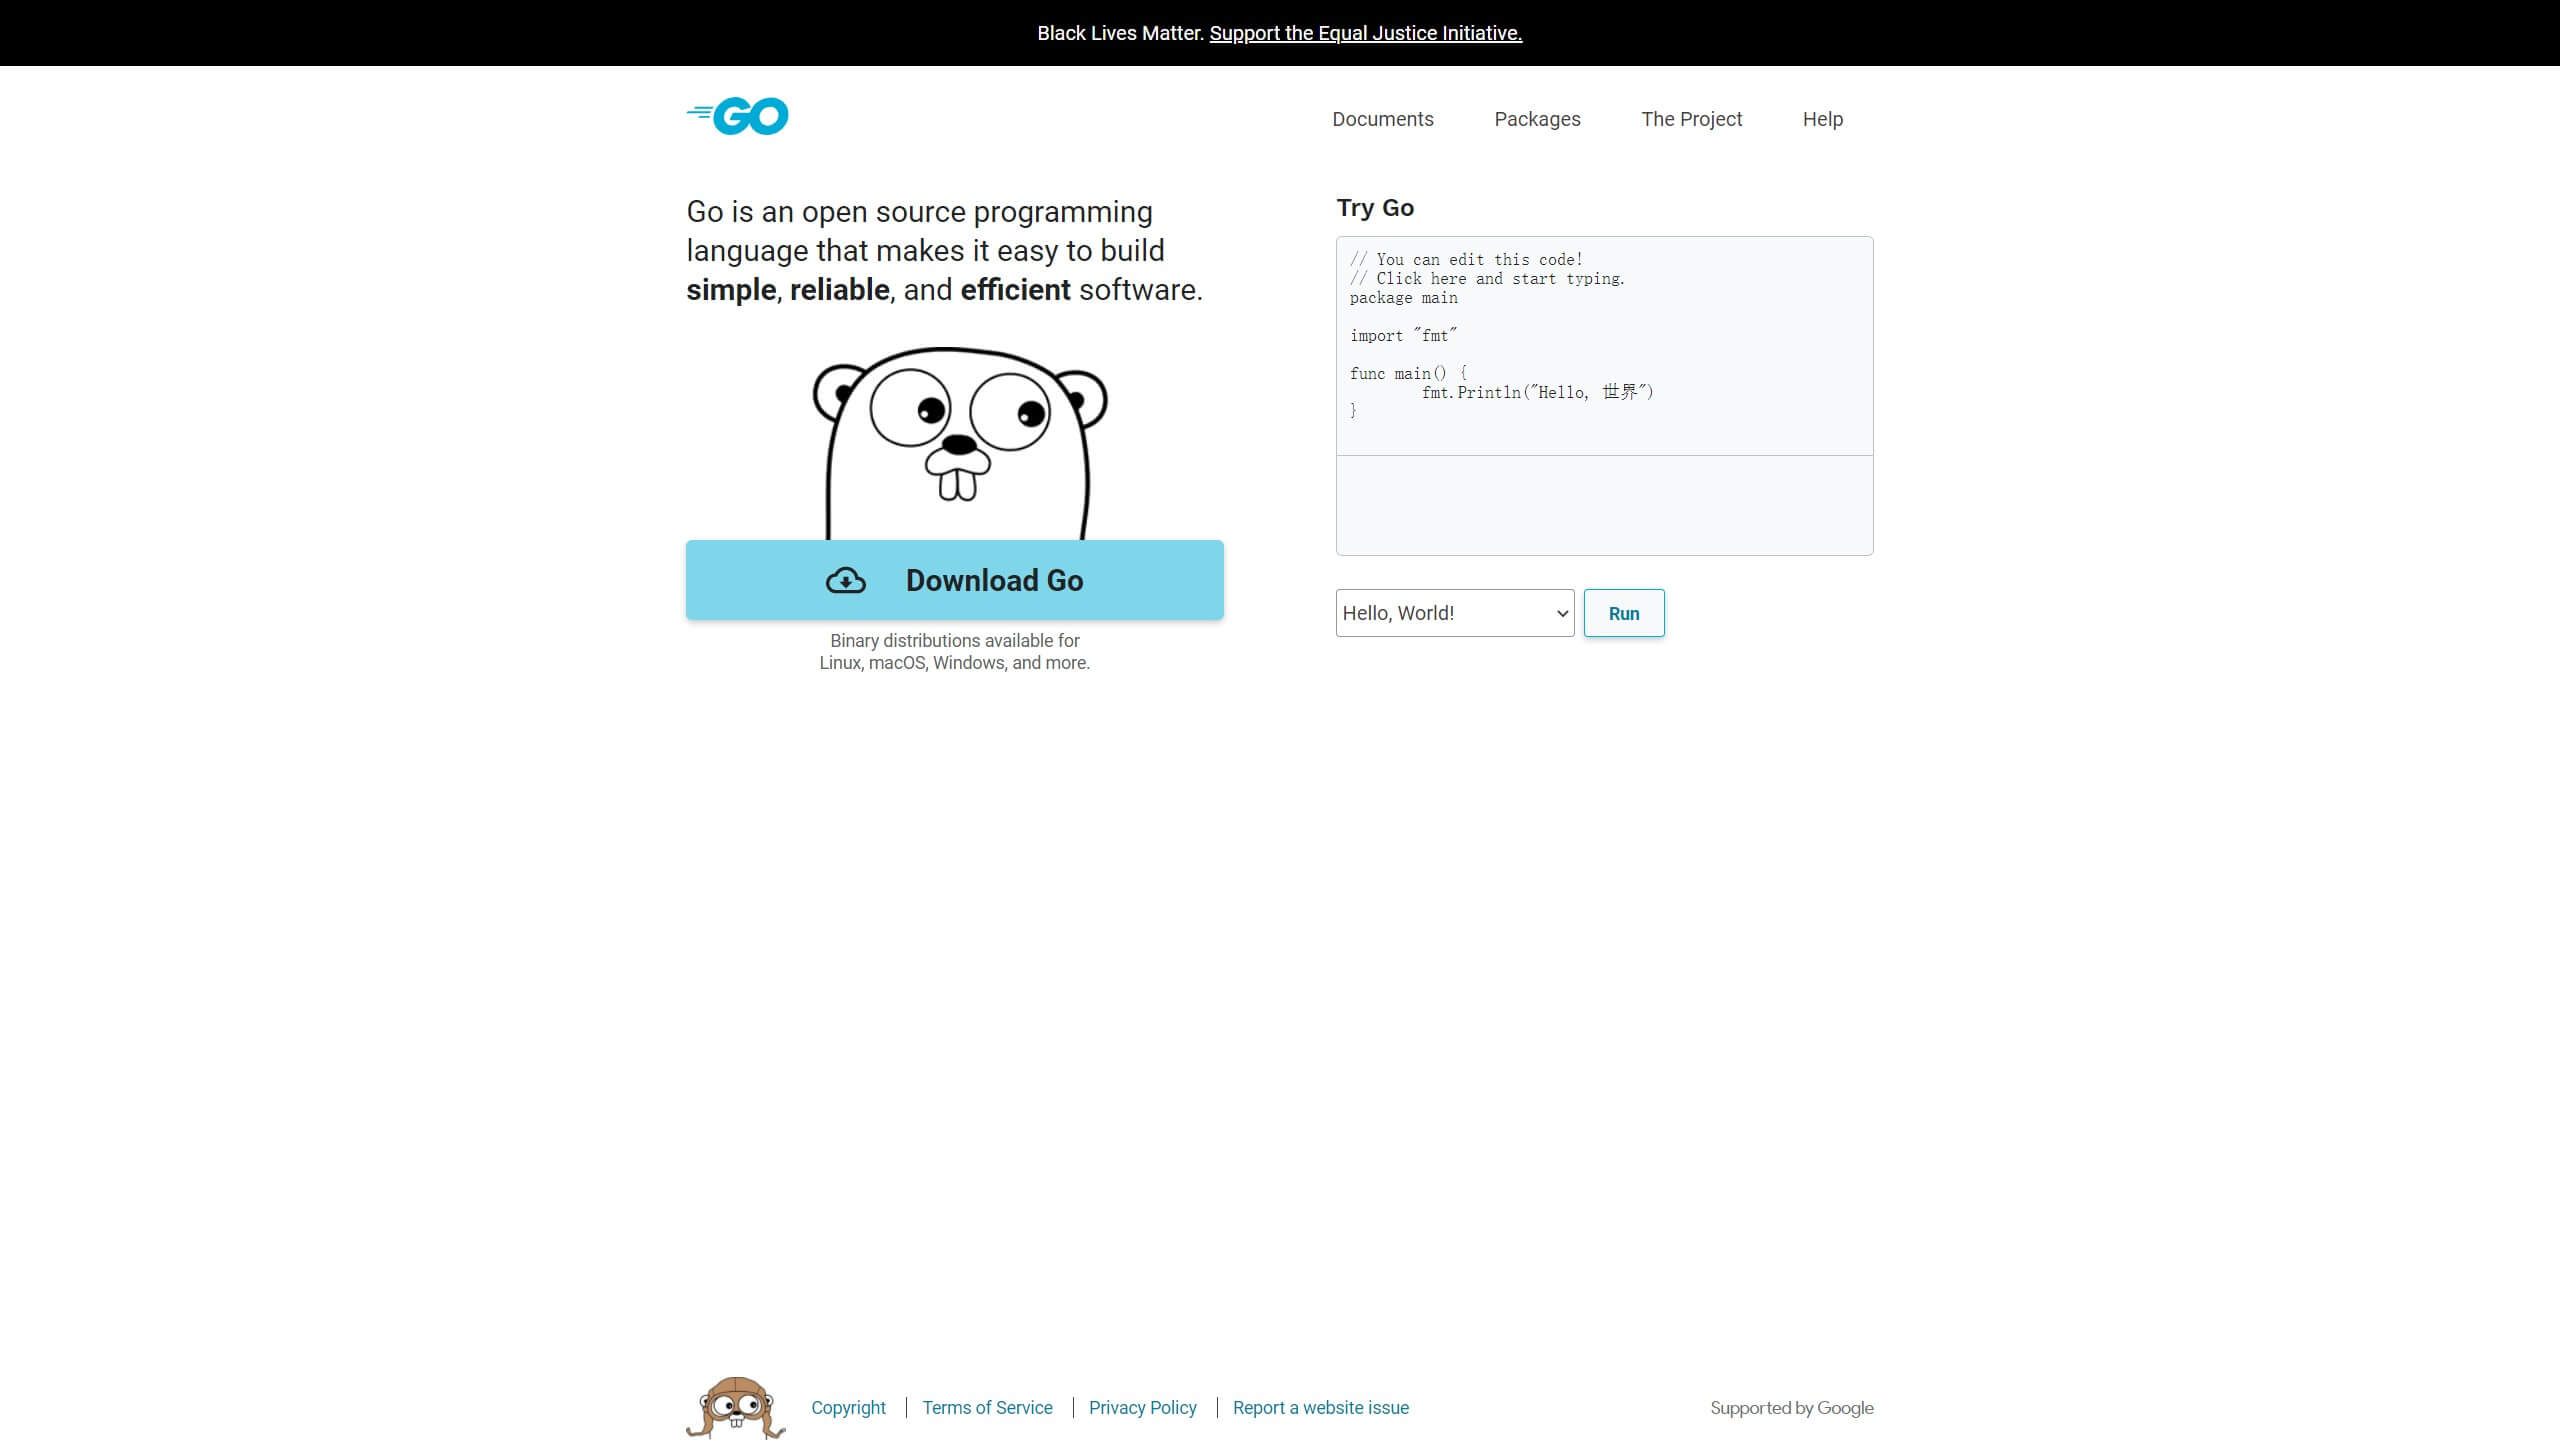 Black Lives Matter. Support the Equal Justice Initiative.
GO
Documents Packages The Project Help
Go is an open source programming
language that makes it easy to build
simple, reliable, and efficient software.
Download Go
Binary distributions available for
Linux, macOS, Windows, and more.
Try Go
// You can edit this code!
// Click here and start typing.
package main
import "fmt"
func main() {
fmt.Println("Hello, 世界")
}
Hello, World!
Run
Copyright Terms of Service Privacy Policy Report a website issue
Supported by Google